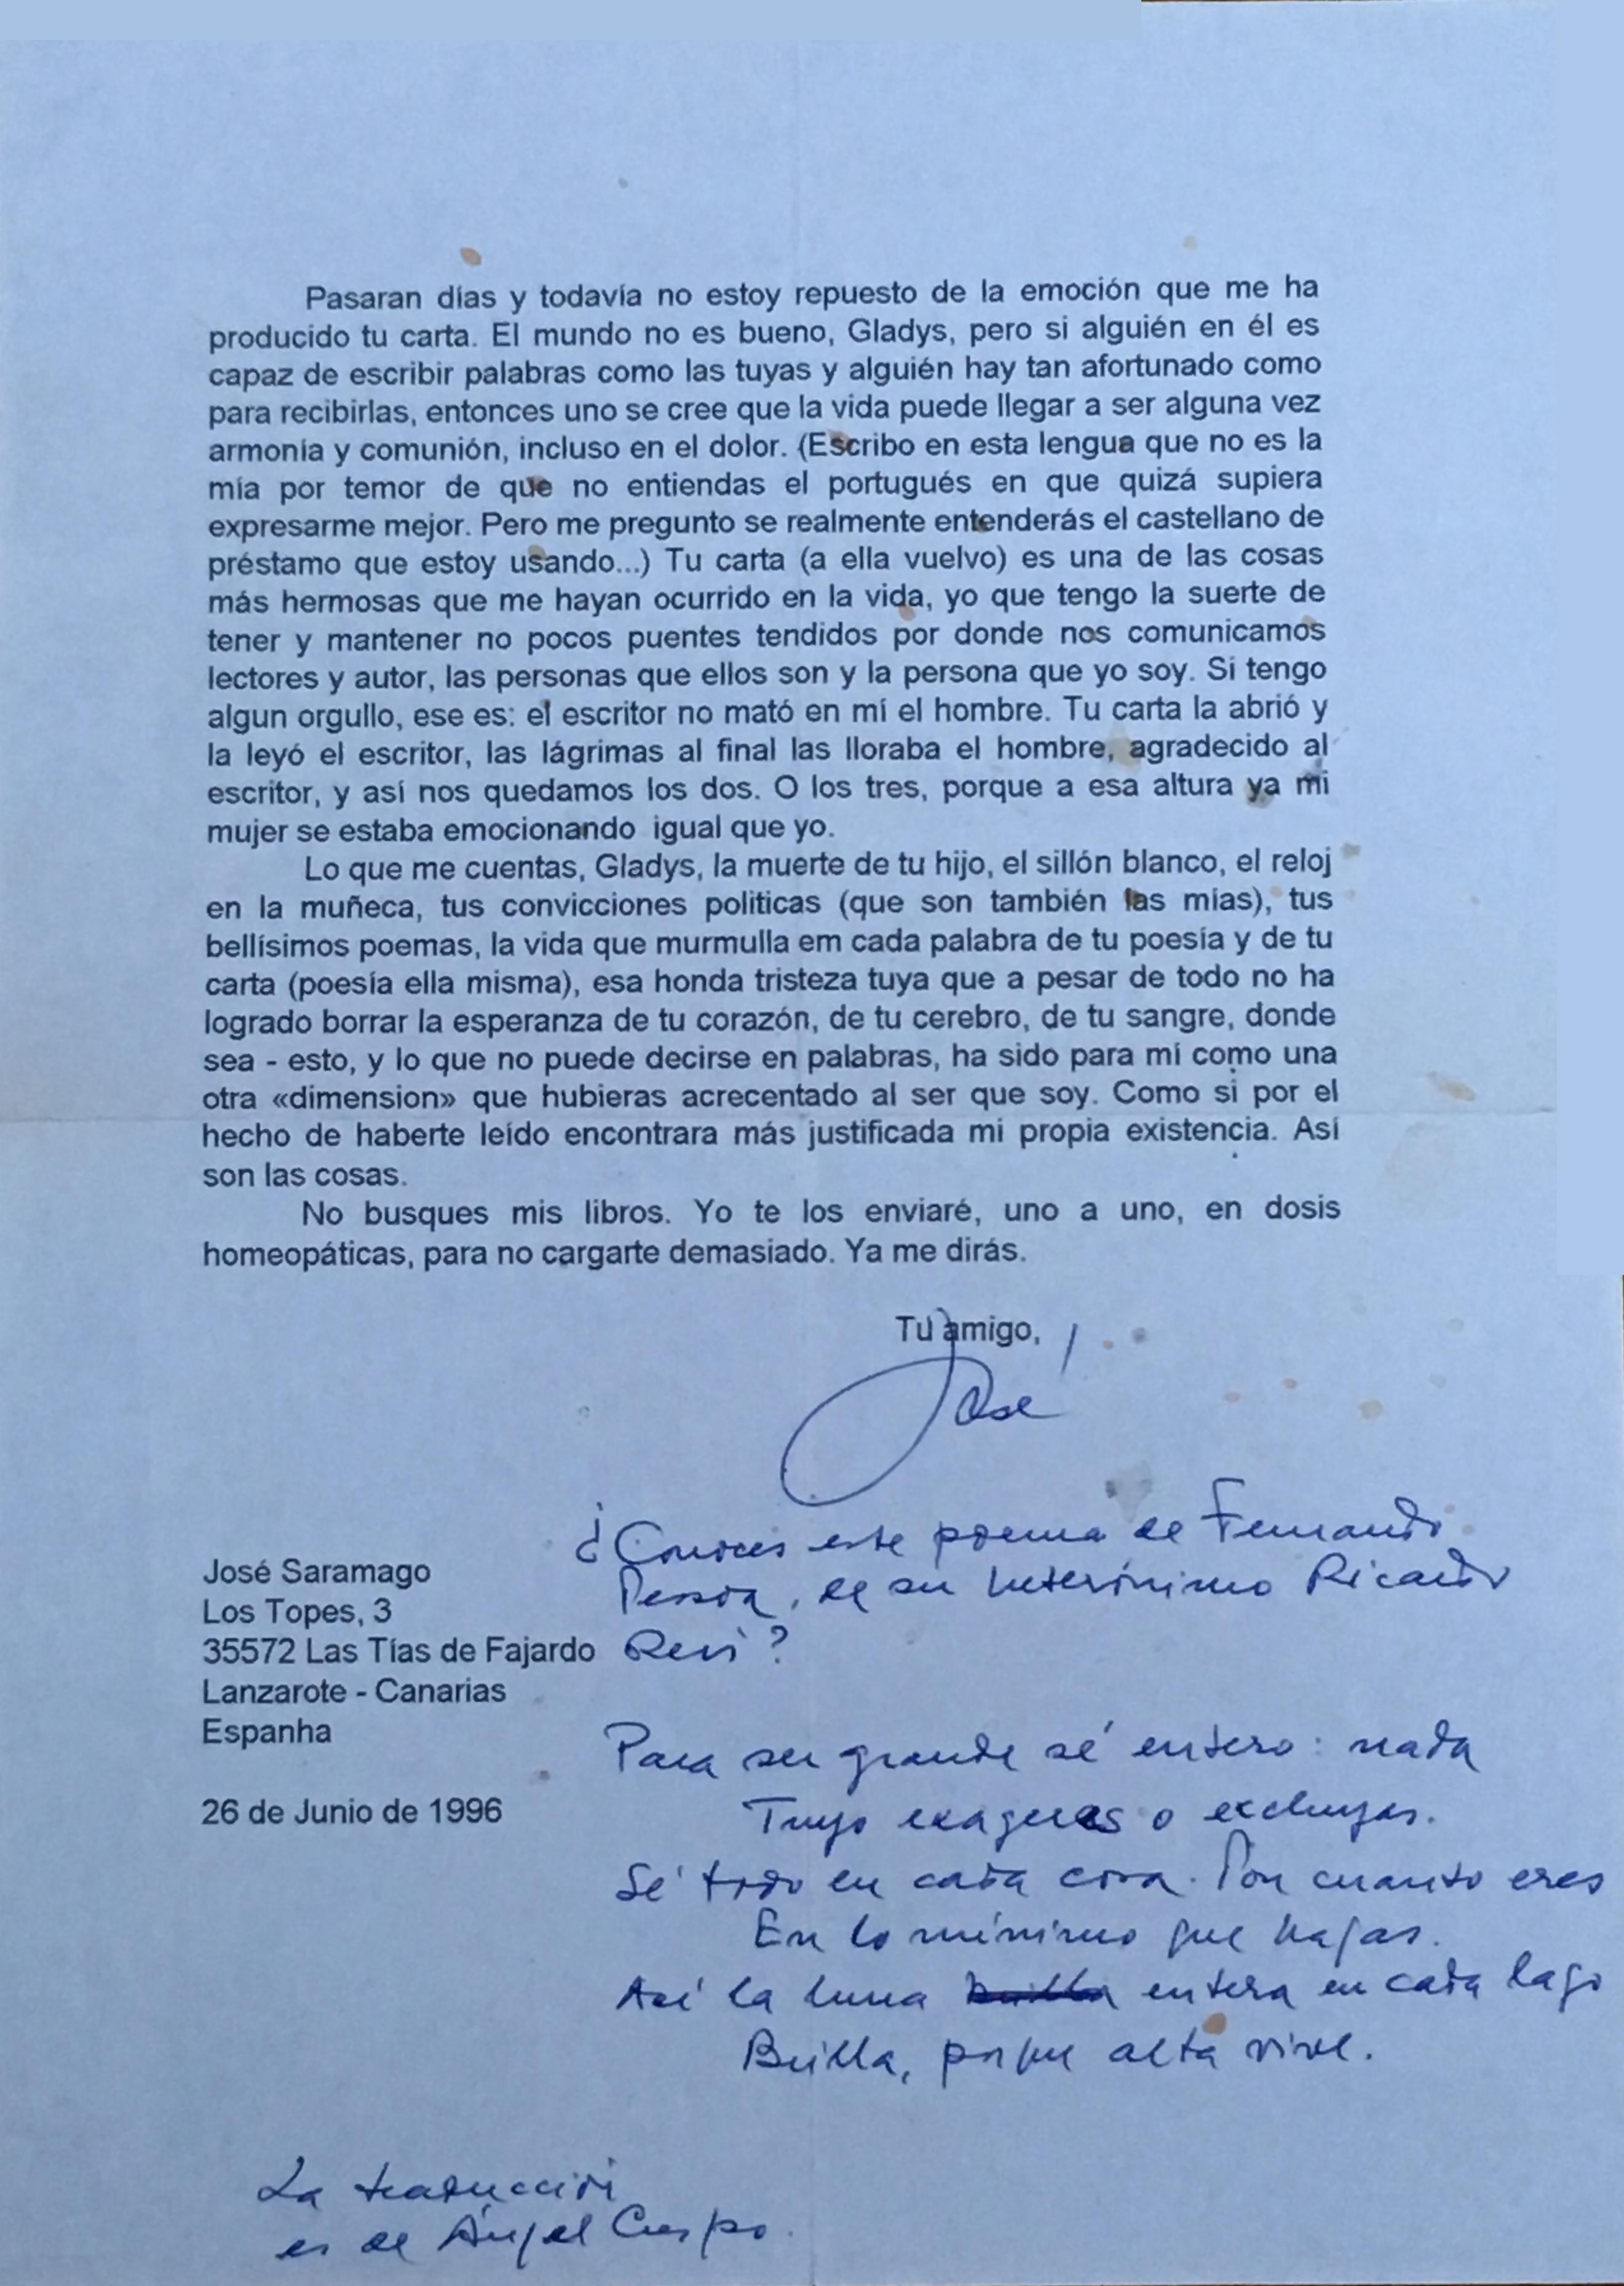 Pasaran días y todavía no estoy repuesto de la emoción que me ha
producido tu carta. El mundo no es bueno, Gladys, pero si alguién en él es
capaz de escribir palabras como las tuyas y alguién hay tan afortunado como
para recibirlas, entonces uno se cree que la vida puede llegar a ser alguna vez
armonía y comunión, incluso en el dolor. (Escribo en esta lengua que no es la
mía por temor de que no entiendas el portugués en que quizá supiera
expresarme mejor. Pero me pregunto se realmente entenderás el castellano de
préstamo que estoy usando...) Tu carta (a ella vuelvo) es una de las cosas
más hermosas que me hayan ocurrido en la vida, yo que tengo la suerte de
tener y mantener no pocos puentes tendidos por donde nos comunicamos
lectores y autor, las personas que ellos son y la persona que yo soy. Si tengo
algun orgullo, ese es: el escritor no mató en mí el hombre. Tu carta la abrió y
la leyó el escritor, las lágrimas al final las lloraba el hombre, agradecido al
escritor, y así nos quedamos los dos. O los tres, porque a esa altura ya mi
mujer se estaba emocionando igual que yo.
Lo que me cuentas, Gladys, la muerte de tu hijo, el sillón blanco, el reloj
en la muñeca, tus convicciones politicas (que son también las mías), tus
bellísimos poemas, la vida que murmulla em cada palabra de tu poesía y de tu
carta (poesía ella misma), esa honda tristeza tuya que a pesar de todo no ha
logrado borrar la esperanza de tu corazón, de tu cerebro, de tu sangre, donde
sea - esto, y lo que no puede decirse en palabras, ha sido para mí como una
otra «dimension» que hubieras acrecentado al ser que soy. Como si por el
hecho de haberte leído encontrara más justificada mi propia existencia. Así
son las cosas.
No busques mis libros. Yo te los enviaré, uno a uno, en dosis
homeopáticas, para no cargarte demasiado. Ya me dirás.
Tu amigo,
José
¿Conoces este poema de Fernando
Pessoa, de su heterónimo Ricardo
Reis?
José Saramago
Los Topes, 3
35572 Las Tías de Fajardo
Lanzarote - Canarias
Espanha
26 de Junio de 1996
Para ser grande sé entero: nada
Tuyo exageres o excluyas.
Sé todo en cada cosa. Pon cuanto eres
En lo mínimo que hagas.
Así la luna brilla entera en cada lago
Brilla, porque alta vive.
La traducción
es de Ángel Crespo.